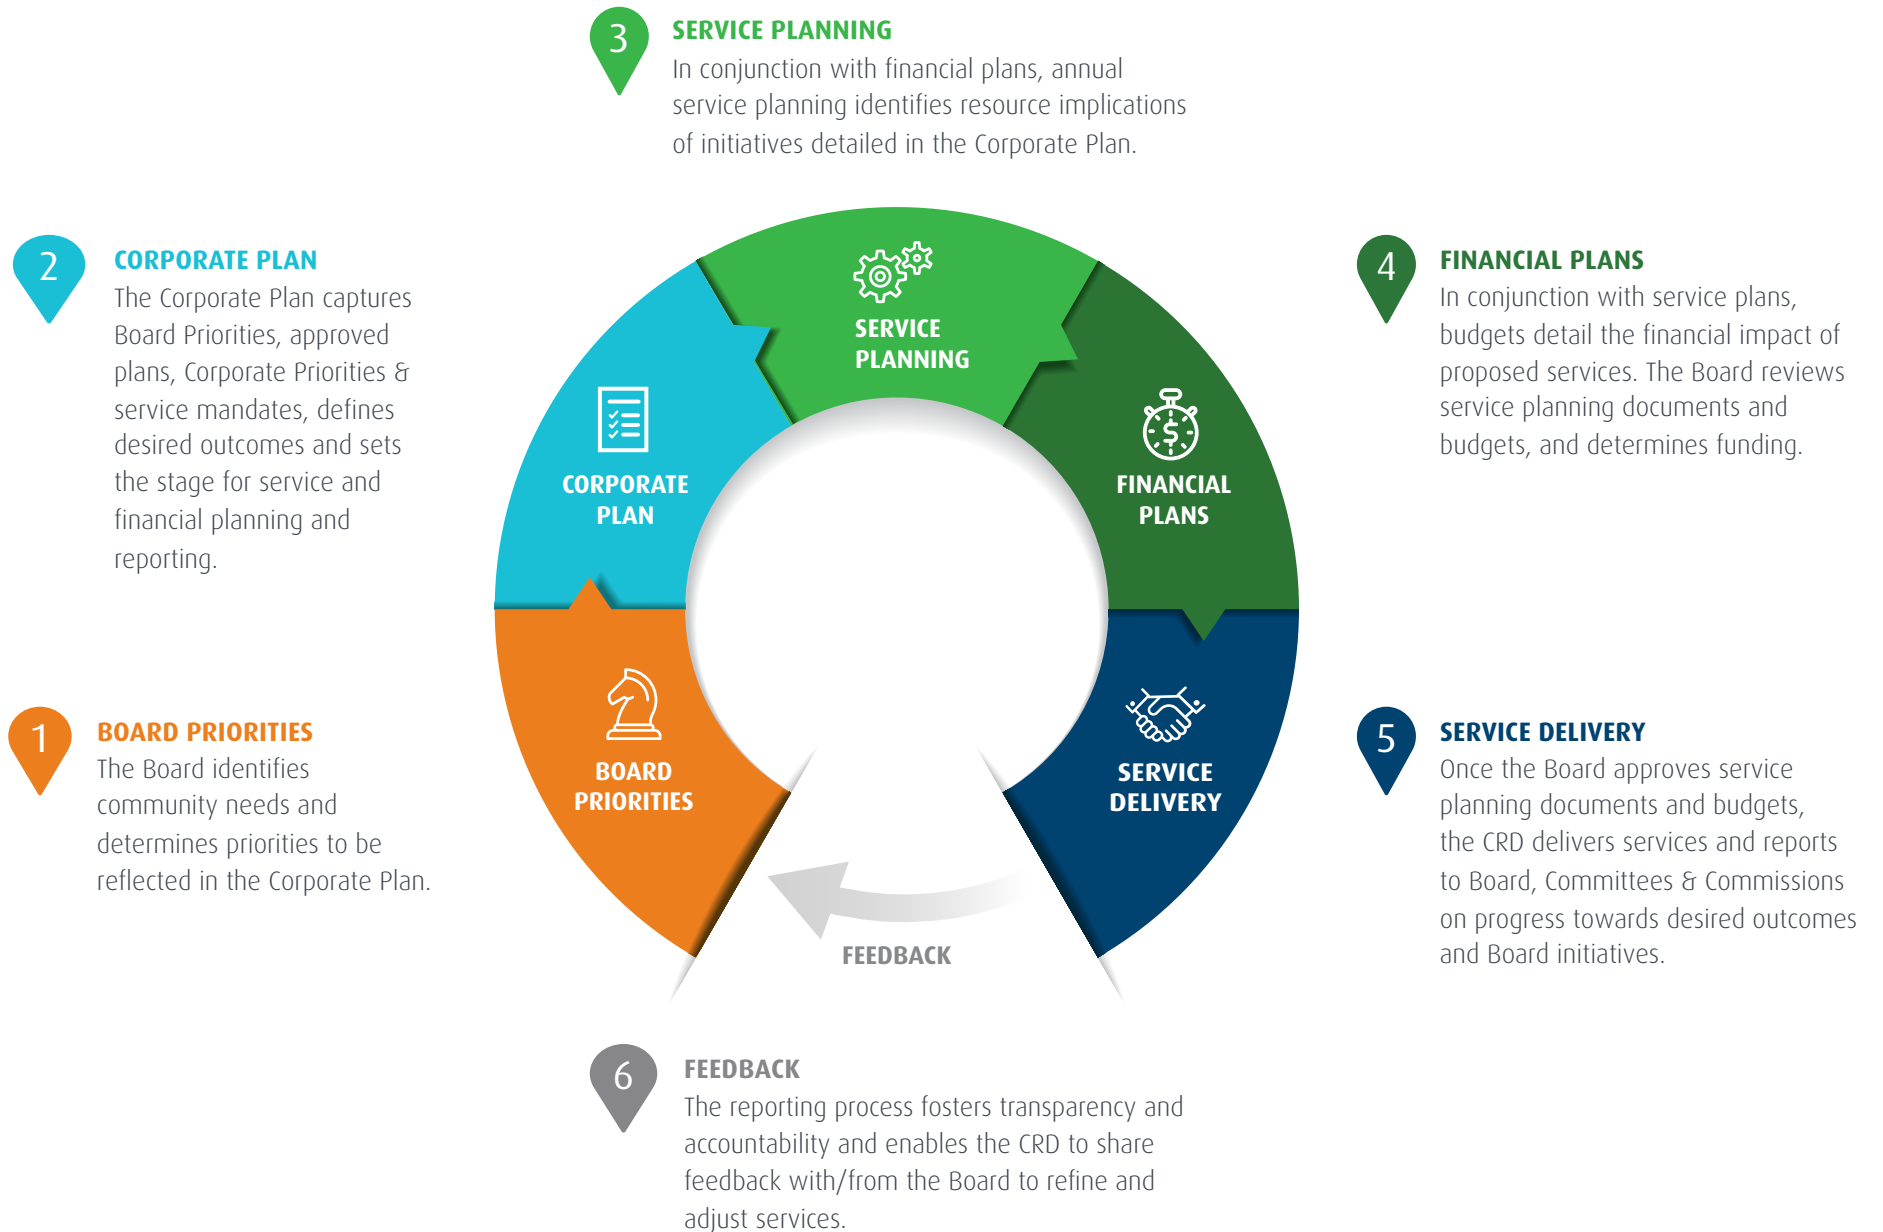 3
SERVICE PLANNING
In conjunction with financial plans, annual
service planning identifies resource implications
of initiatives detailed in the Corporate Plan.
2
CORPORATE PLAN
The Corporate Plan captures
Board Priorities, approved
plans, Corporate Priorities &
service mandates, defines
desired outcomes and sets
the stage for service and
financial planning and
reporting.
4
FINANCIAL PLANS
In conjunction with service plans,
budgets detail the financial impact of
proposed services. The Board reviews
service planning documents and
budgets, and determines funding.
SERVICE
PLANNING
CORPORATE
PLAN
FINANCIAL
PLANS
$
1
BOARD PRIORITIES
The Board identifies
community needs and
determines priorities to be
reflected in the Corporate Plan.
BOARD
PRIORITIES
SERVICE
DELIVERY
5
SERVICE DELIVERY
Once the Board approves service
planning documents and budgets,
the CRD delivers services and reports
to Board, Committees & Commissions
on progress towards desired outcomes
and Board initiatives.
FEEDBACK
6
FEEDBACK
The reporting process fosters transparency and
accountability and enables the CRD to share
feedback with/from the Board to refine and
adjust services.